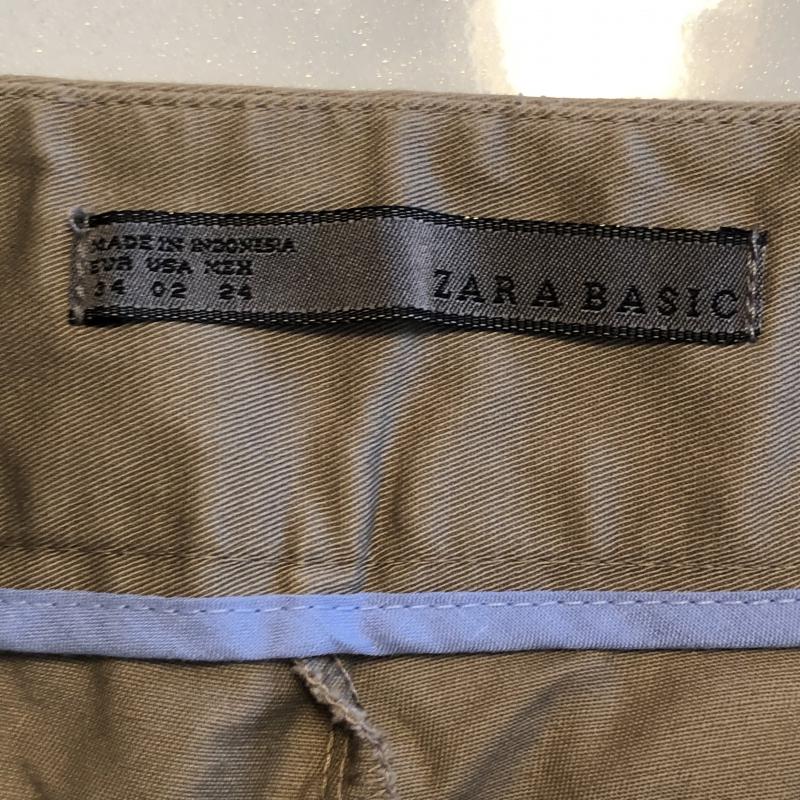 MADE IN INDONESIA
EUR USA MEX
34 02 24
ZARA BASIC